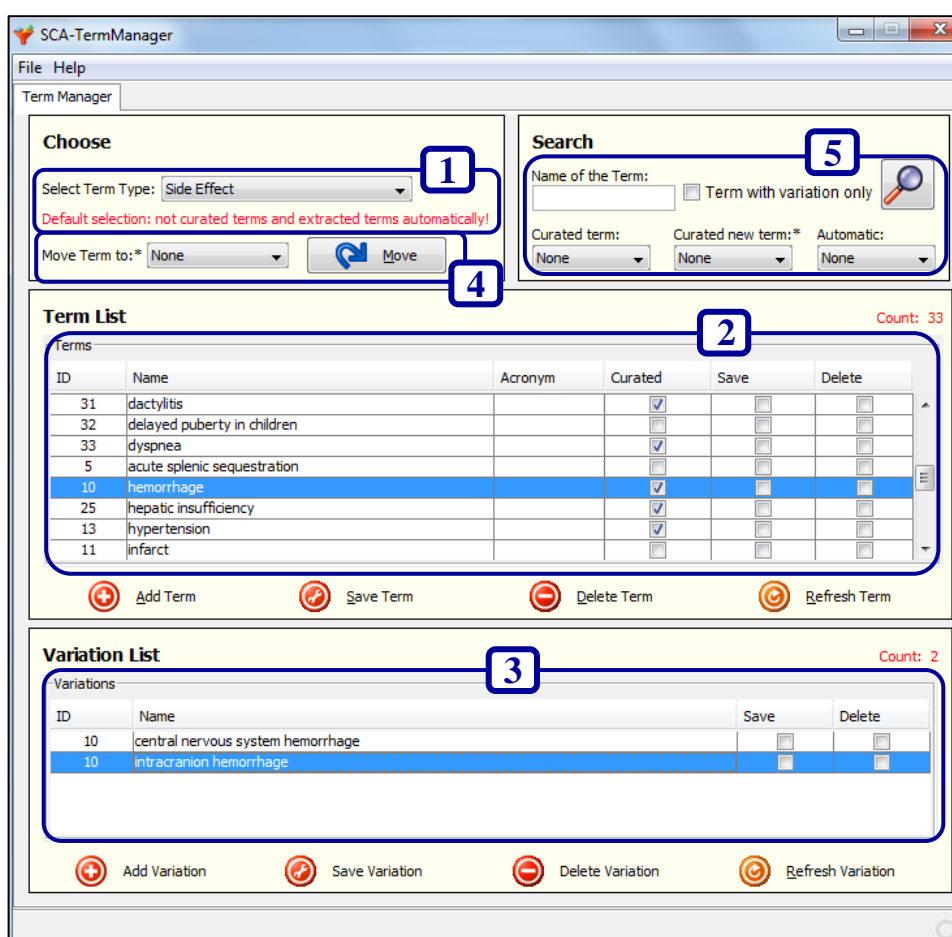 SCA-TermManager
File Help
Term Manager
Choose
1
Select Term Type: Side Effect
Default selection: not curated terms and extracted terms automatically!
Move Term to:* None Move
4
Search
5
Name of the Term:
Term with variation only
Curated term: Curated new term:* Automatic:
None None None
Term List Count: 33
2
Terms
ID Name Acronym Curated Save Delete
31 dactylitis
32 delayed puberty in children
33 dyspnea
5 acute splenic sequestration
10 hemorrhage
25 hepatic insufficiency
13 hypertension
11 infarct
Add Term Save Term Delete Term Refresh Term
Variation List Count: 2
3
Variations
ID Name Save Delete
10 central nervous system hemorrhage
10 intracranion hemorrhage
Add Variation Save Variation Delete Variation Refresh Variation